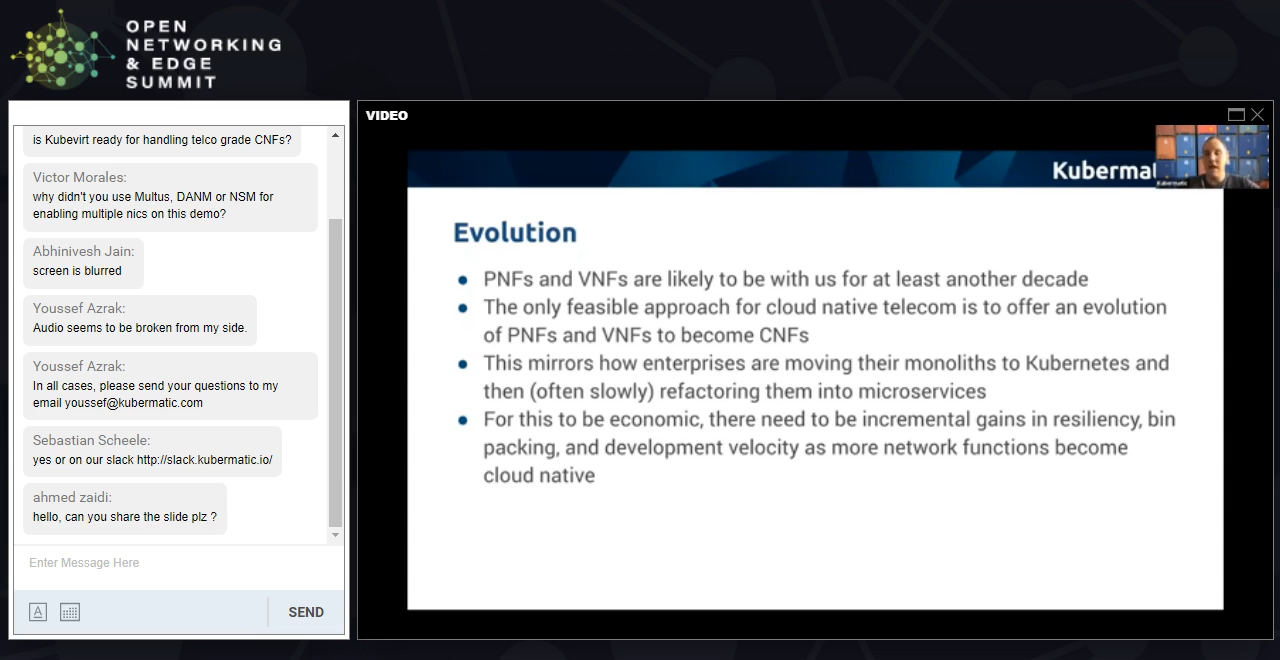 OPEN
NETWORKING
& EDGE
SUMMIT
is Kubevirt ready for handling telco grade CNFs?
Victor Morales:
why didn't you use Multus, DANM or NSM for
enabling multiple nics on this demo?
Abhinivesh Jain:
screen is blurred
Youssef Azrak:
Audio seems to be broken from my side.
Youssef Azrak:
In all cases, please send your questions to my
email youssef@kubermatic.com
Sebastian Scheele:
yes or on our slack http://slack.kubermatic.io/
ahmed zaidi:
hello, can you share the slide plz ?
Enter Message Here
A
SEND
VIDEO
Kubermat
Kubermatic
Evolution
● PNFs and VNFs are likely to be with us for at least another decade
● The only feasible approach for cloud native telecom is to offer an evolution
of PNFs and VNFs to become CNFs
● This mirrors how enterprises are moving their monoliths to Kubernetes and
then (often slowly) refactoring them into microservices
● For this to be economic, there need to be incremental gains in resiliency, bin
packing, and development velocity as more network functions become
cloud native